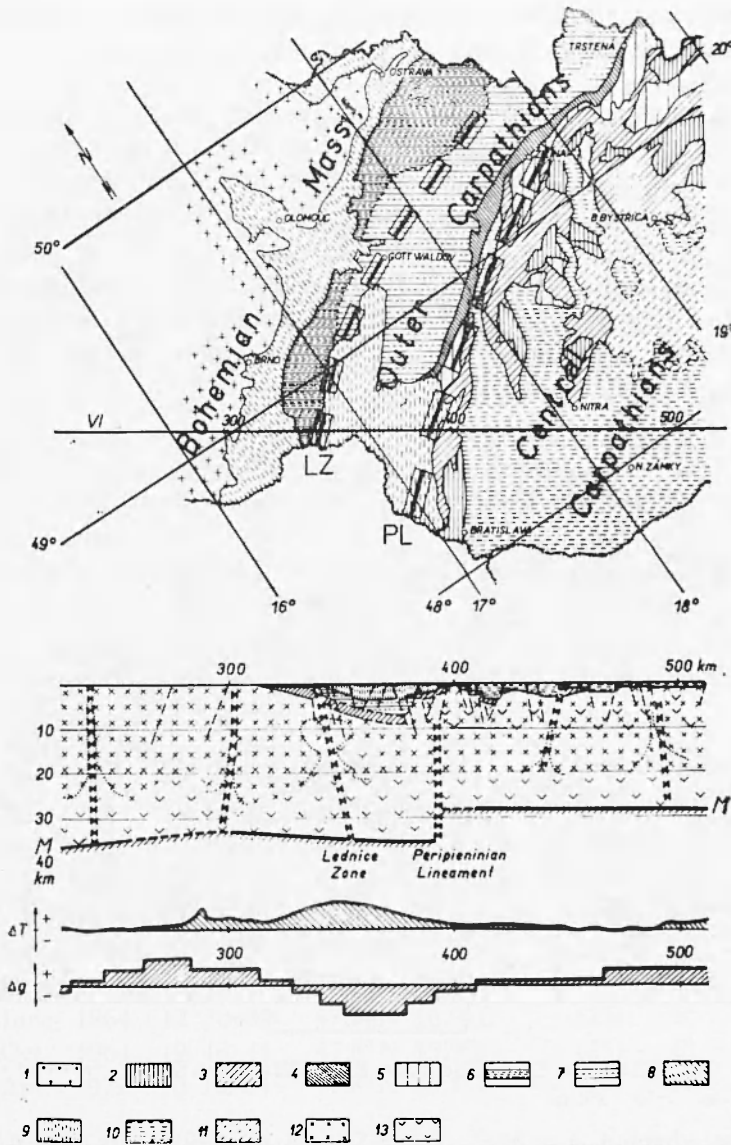 TRSTENÁ
20°
OSTRAVA
Massif
Carpathians
OLOMOUC
B BYSTRICA
50°
GOTTWALDOV
Bohemian
Outer
19°
BRNO
Central
Carpathians
NITRA
VI
300
400
500
LZ
N. ZÁMKY
PL
BRATISLAVA
49°
16°
48°
17°
18°
300
400
500 km
10
20
30
M
M
40
km
Lednice
Zone
Peripieninian
Lineament
ΔT
+
-
300
400
500
Δg
+
-
1
2
3
4
5
6
7
8
9
10
11
12
13